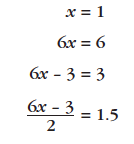 x = 1
6x = 6
6x - 3 = 3
6x - 3 / 2 = 1.5